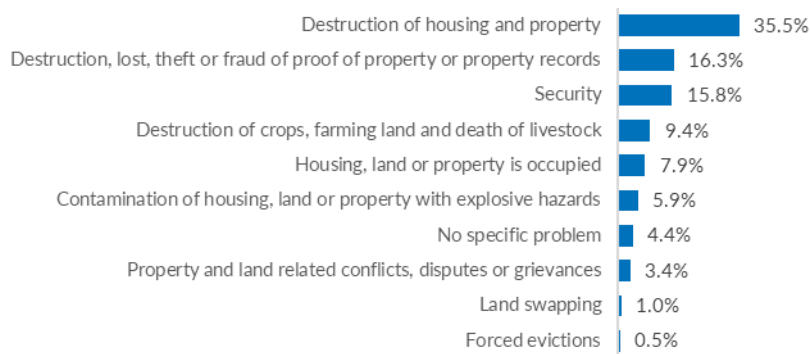 Destruction of housing and property 35.5%
Destruction, lost, theft or fraud of proof of property or property records 16.3%
Security 15.8%
Destruction of crops, farming land and death of livestock 9.4%
Housing, land or property is occupied 7.9%
Contamination of housing, land or property with explosive hazards 5.9%
No specific problem 4.4%
Property and land related conflicts, disputes or grievances 3.4%
Land swapping 1.0%
Forced evictions 0.5%